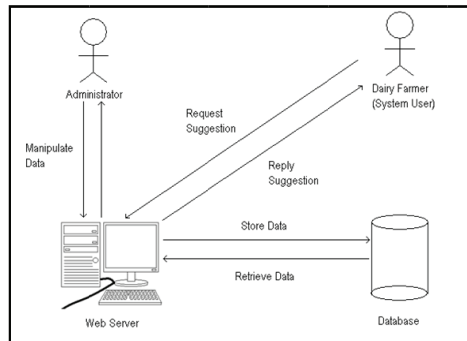 Administrator
Dairy Farmer
(System User)
Request
Suggestion
Manipulate
Data
Reply
Suggestion
Store Data
Retrieve Data
Web Server
Database